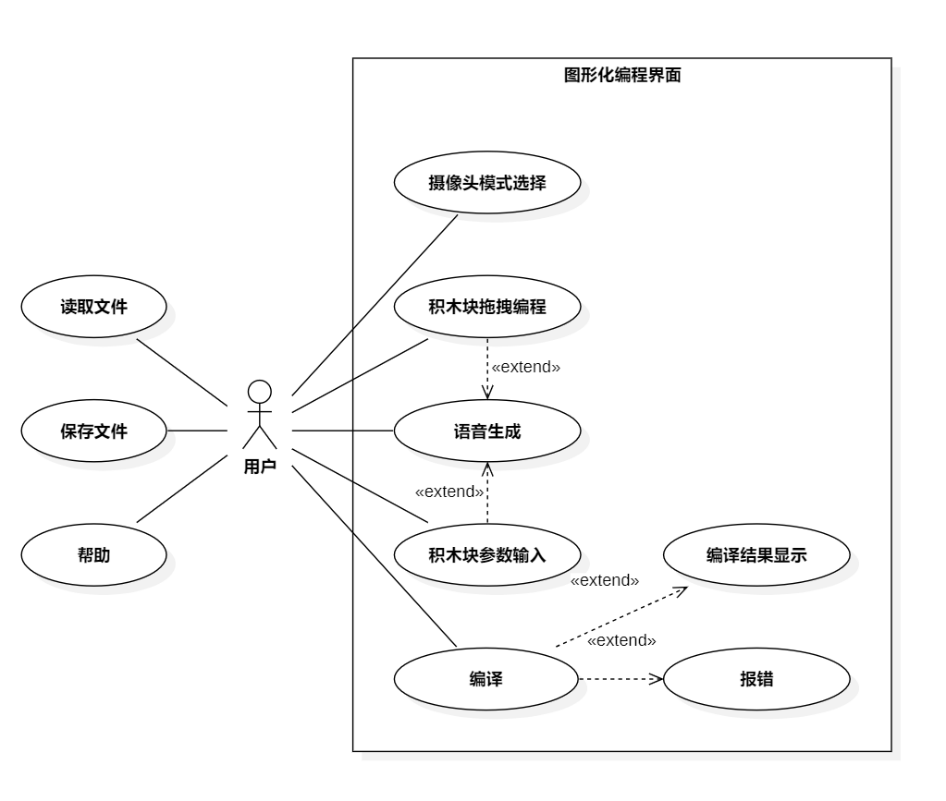 图形化编程界面
摄像头模式选择
读取文件
积木块拖拽编程
«extend»
保存文件
用户
语音生成
«extend»
帮助
积木块参数输入
编译结果显示
«extend»
«extend»
编译
报错